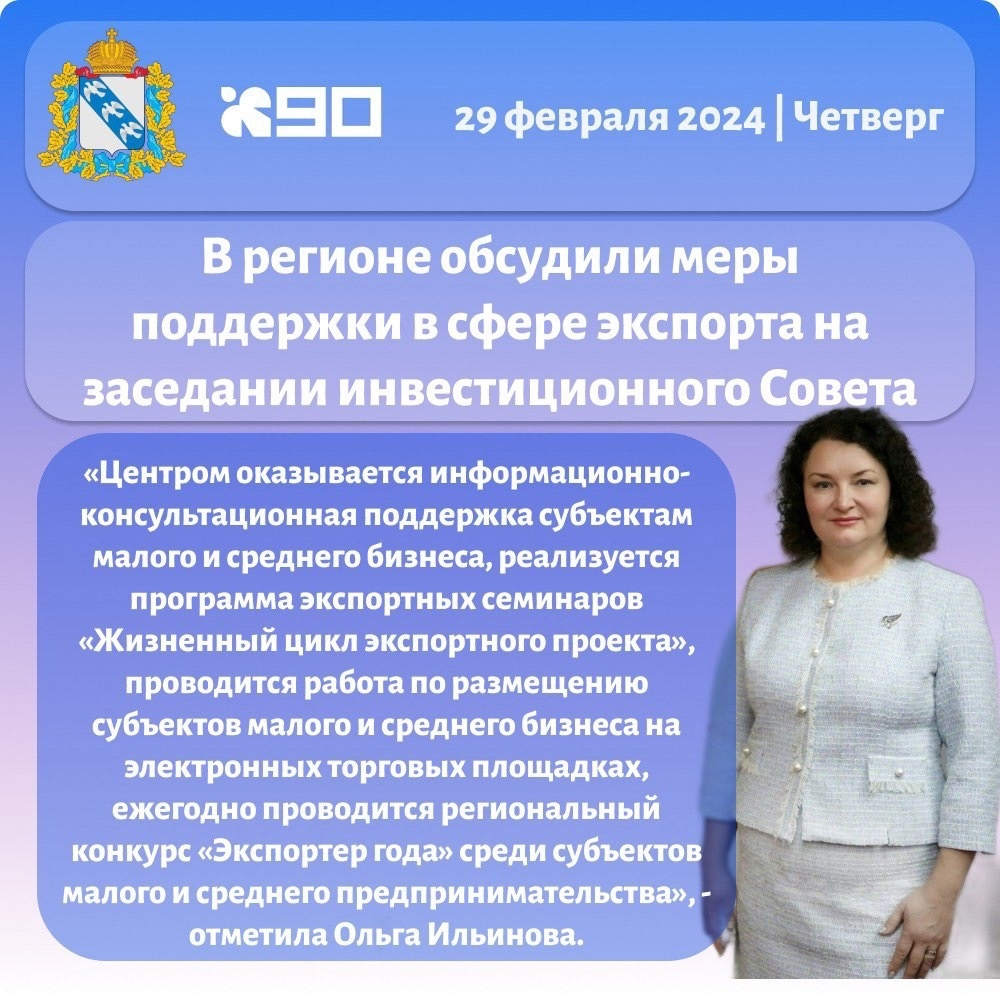 К90
29 февраля 2024 | Четверг
В регионе обсудили меры
поддержки в сфере экспорта на
заседании инвестиционного Совета
«Центром оказывается информационно-
консультационная поддержка субъектам
малого и среднего бизнеса, реализуется
программа экспортных семинаров
«Жизненный цикл экспортного проекта»,
проводится работа по размещению
субъектов малого и среднего бизнеса на
электронных торговых площадках,
ежегодно проводится региональный
конкурс «Экспортер года» среди субъектов
малого и среднего предпринимательства», -
отметила Ольга Ильинова.